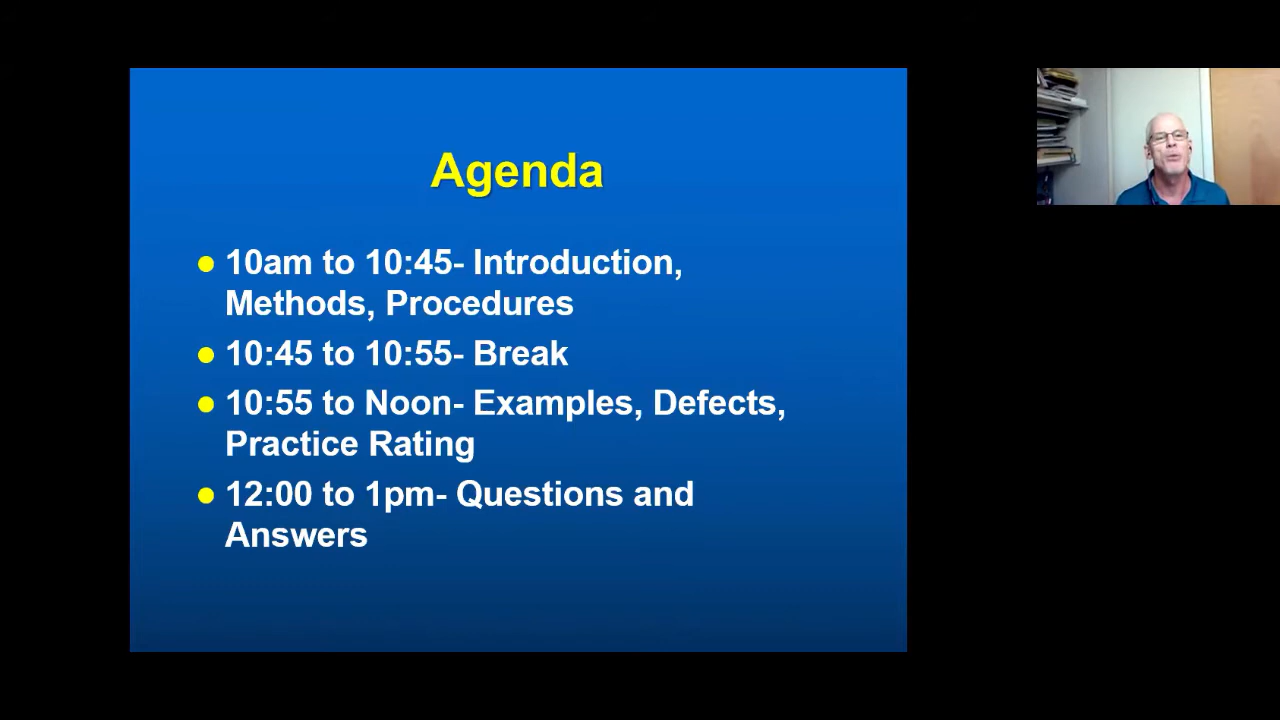 Agenda
10am to 10:45- Introduction,
Methods, Procedures
10:45 to 10:55- Break
10:55 to Noon- Examples, Defects,
Practice Rating
12:00 to 1pm- Questions and
Answers